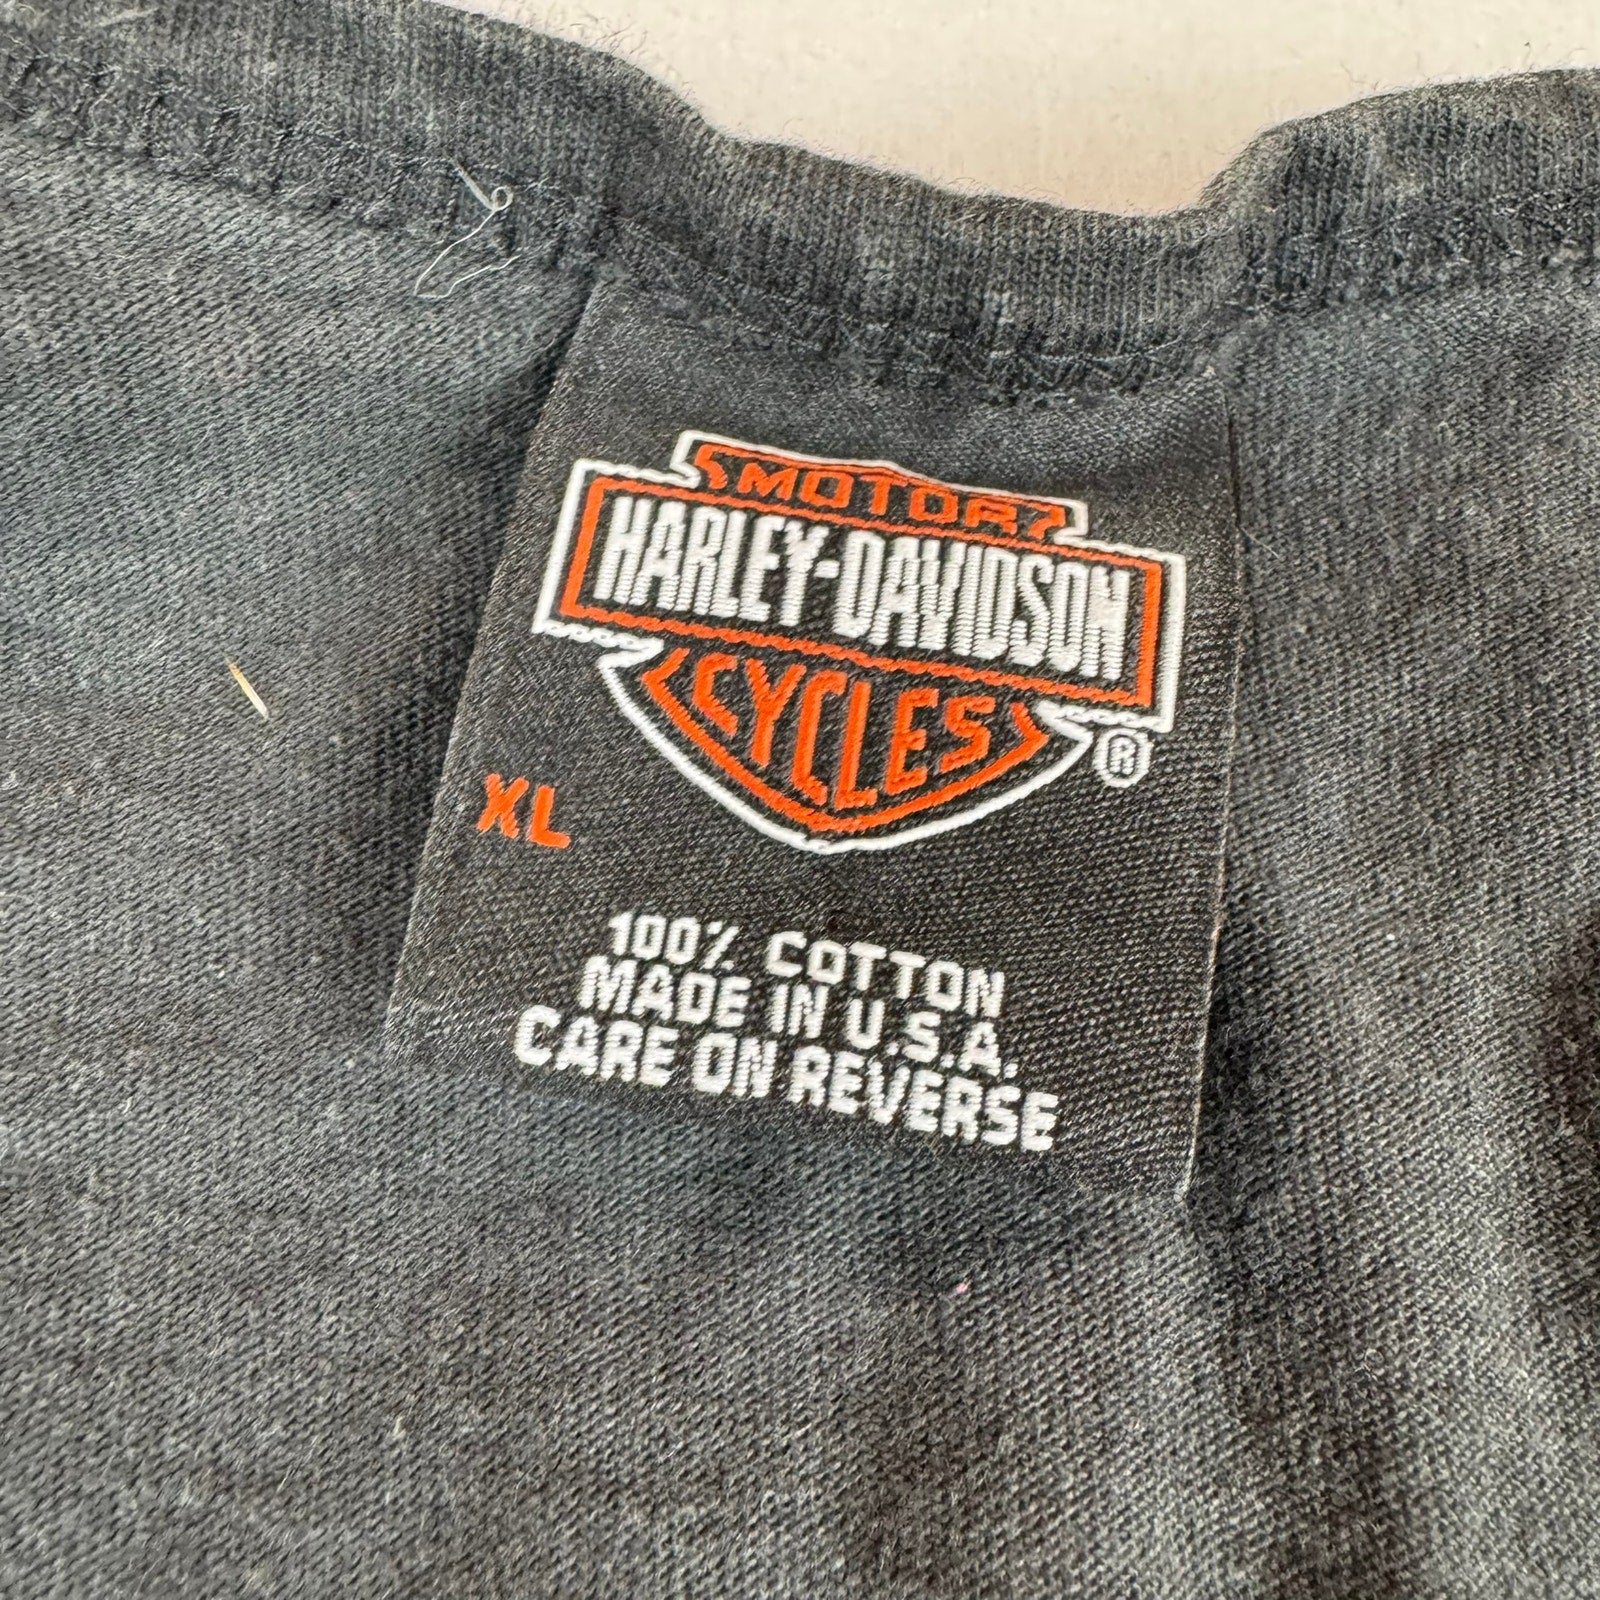 MOTOR
HARLEY-DAVIDSON
CYCLES
®
XL
100% COTTON
MADE IN U.S.A.
CARE ON REVERSE